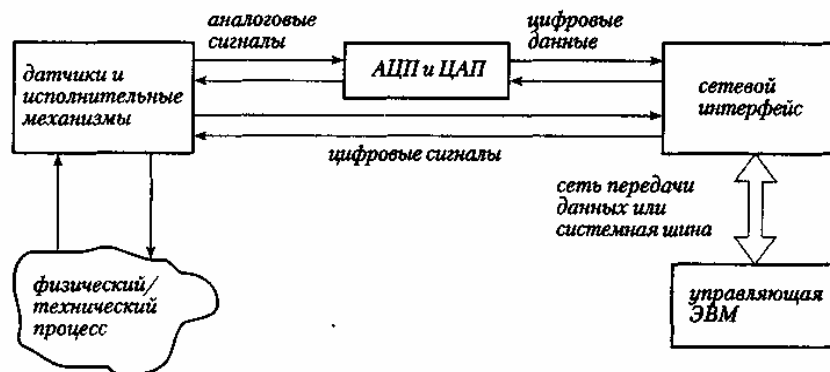 аналоговые
сигналы
цифровые
данные
датчики и
исполнительные
механизмы
АЦП и ЦАП
сетевой
интерфейс
цифровые сигналы
сеть передачи
данных или
системная шина
физический/
технический
процесс
управляющая
ЭВМ